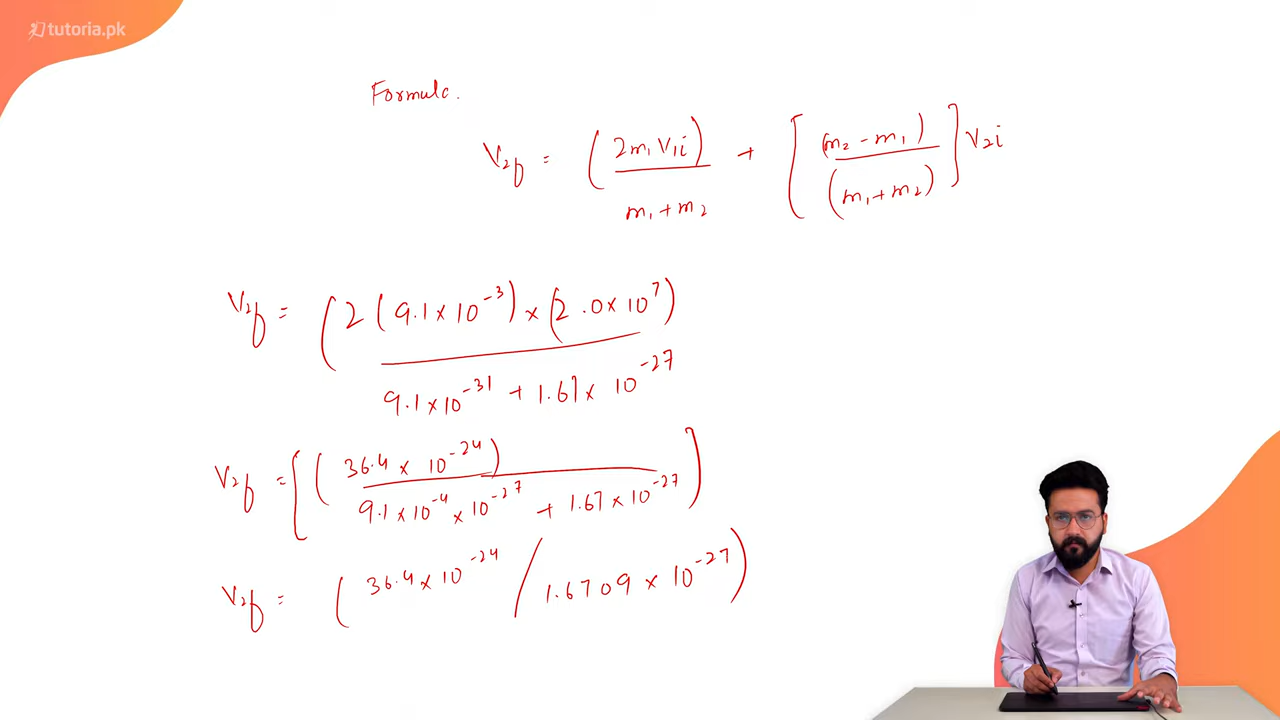 tutoria.pk
Formula.
V₂f = (2m₁V₁i) / m₁+m₂ + [(m₂-m₁) / (m₁+m₂)] V₂i
V₂f = (2(9.1×10⁻³)×(2.0×10⁷) / 9.1×10⁻³¹ + 1.67×10⁻²⁷
V₂f = [(36.4×10⁻²⁴) / 9.1×10⁻⁴×10⁻²⁷ + 1.67×10⁻²⁷]
V₂f = (36.4×10⁻²⁴ / 1.6709×10⁻²⁷)